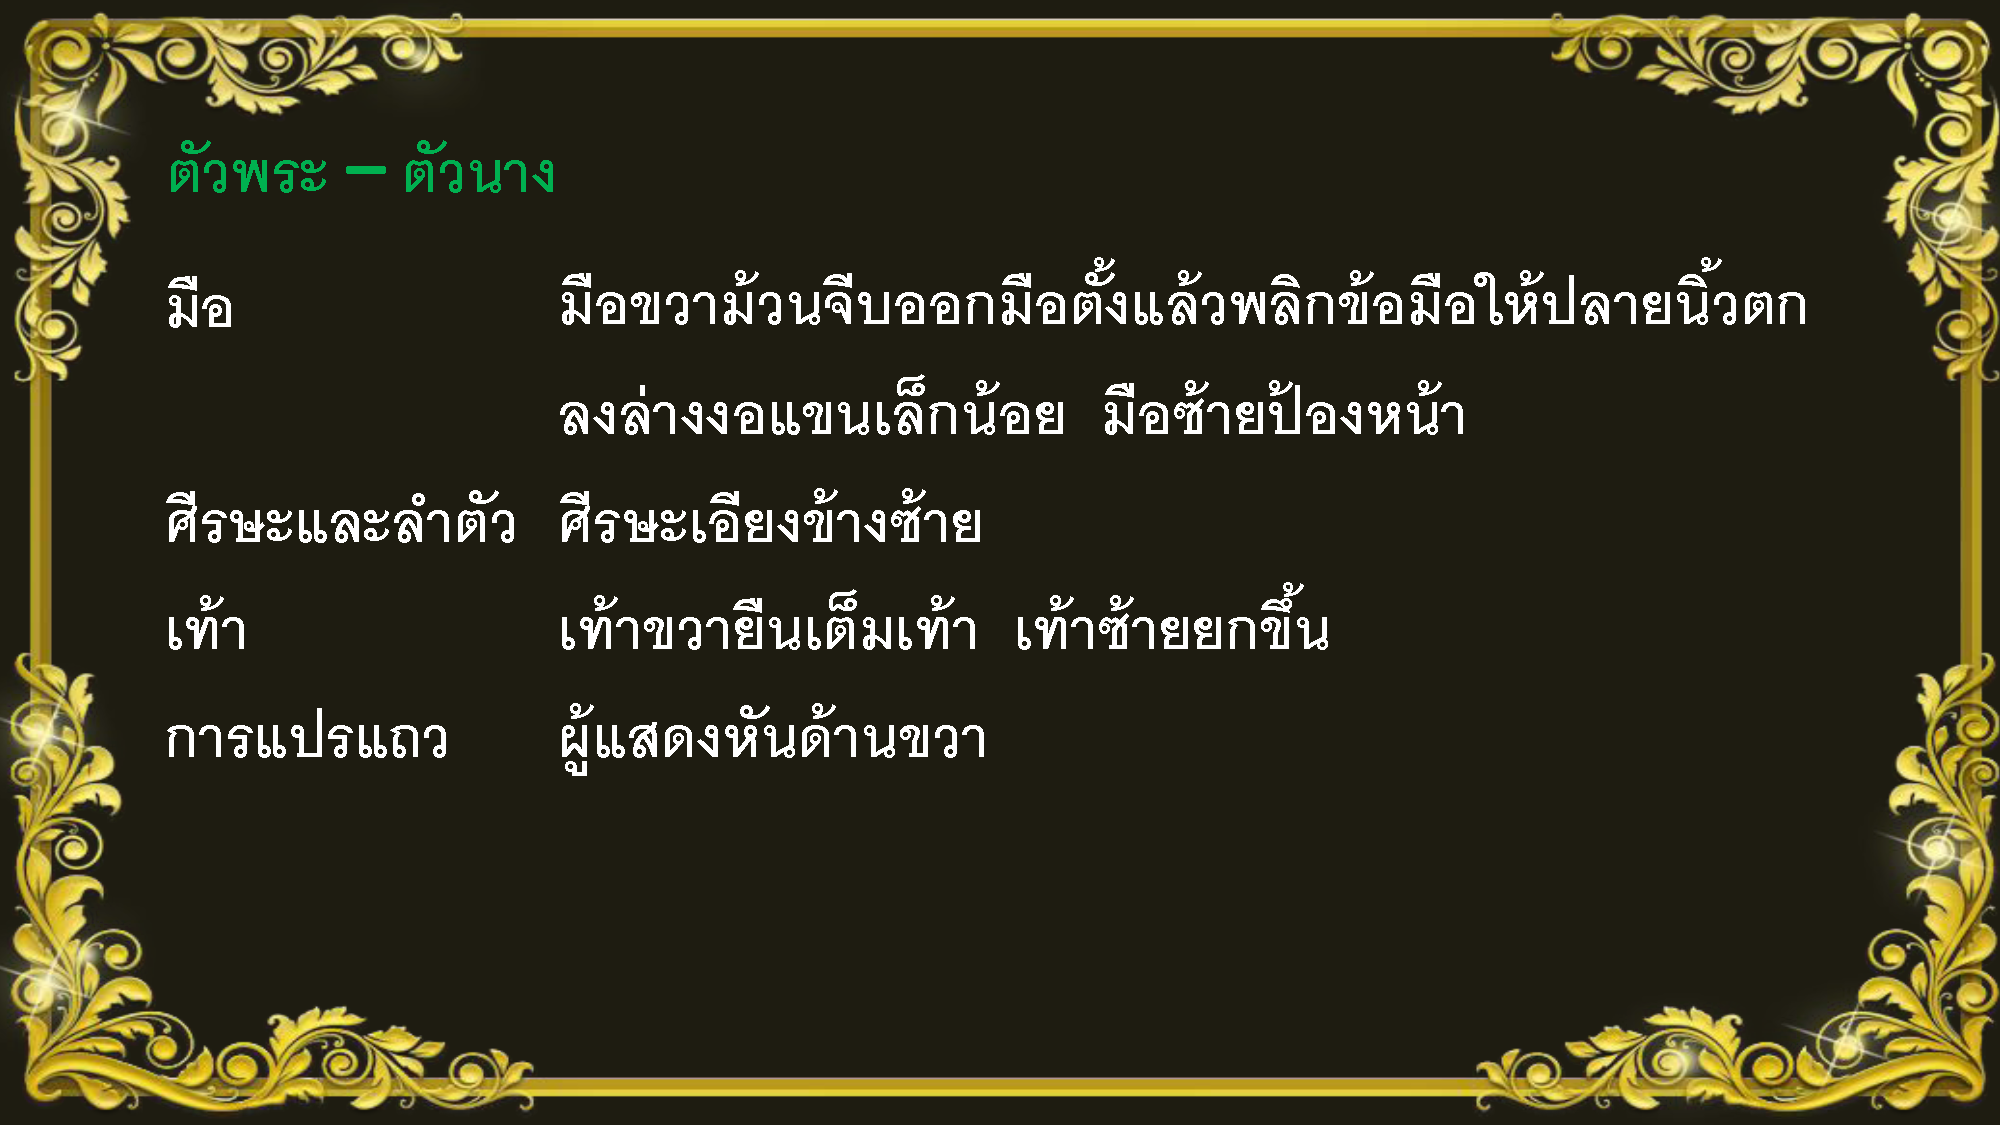 ตัวพระ – ตัวนาง
มือ มือขวาม้วนจีบออกมือตั้งแล้วพลิกข้อมือให้ปลายนิ้วตก
ลงล่างงอแขนเล็กน้อย มือซ้ายป้องหน้า
ศีรษะและลำตัว ศีรษะเอียงข้างซ้าย
เท้า เท้าขวายืนเต็มเท้า เท้าซ้ายยกขึ้น
การแปรแถว ผู้แสดงหันด้านขวา